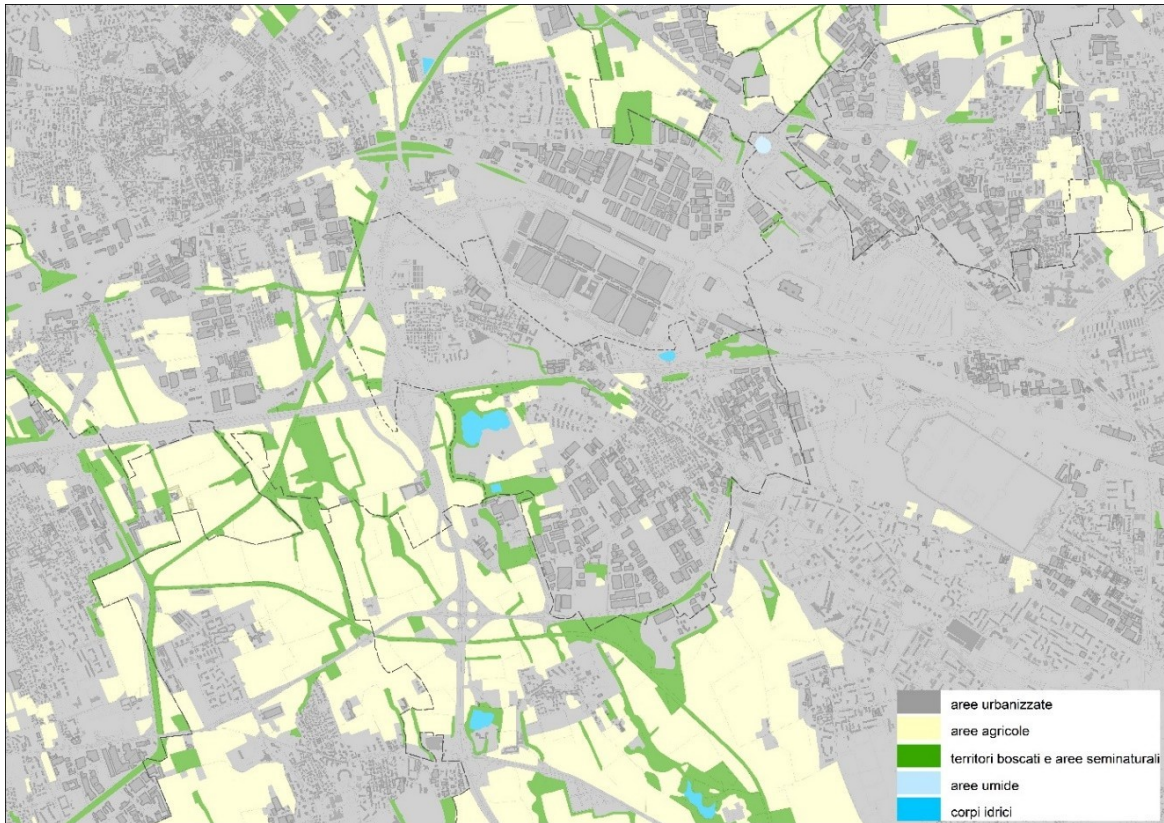 aree urbanizzate
aree agricole
territori boscati e aree seminaturali
aree umide
corpi idrici